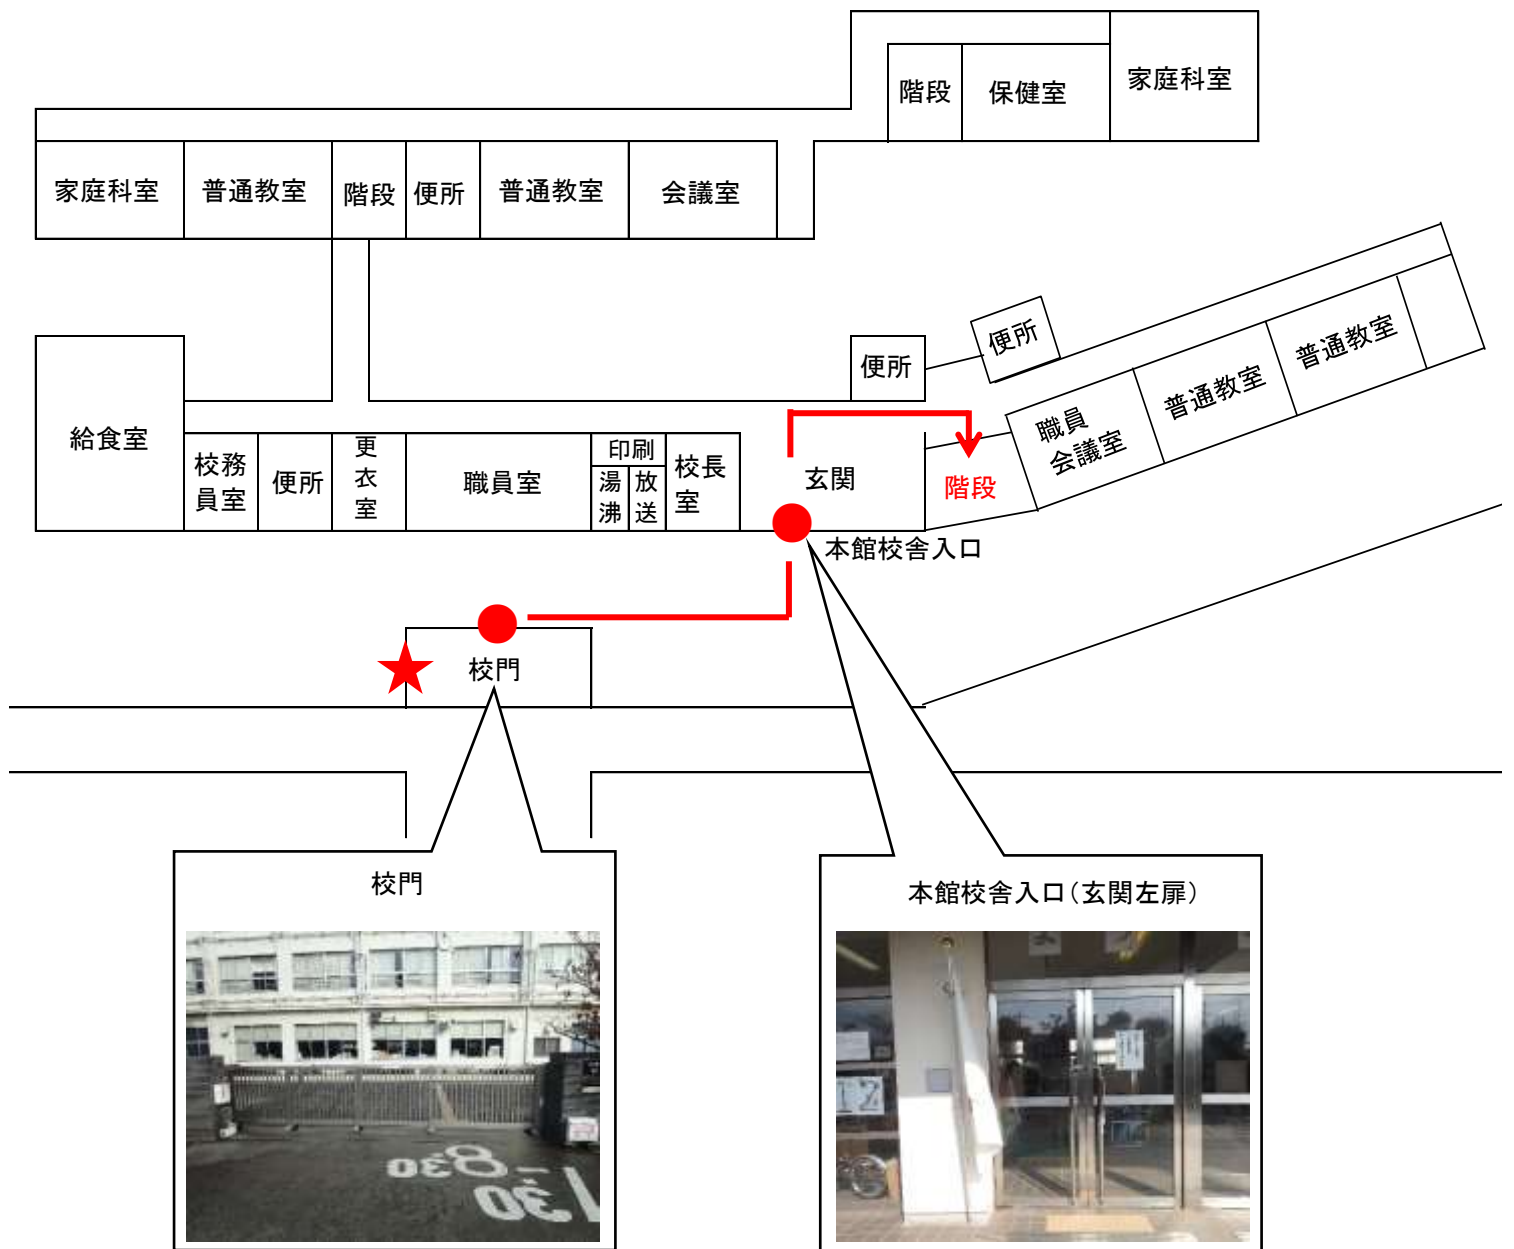 階段
保健室
家庭科室
家庭科室
普通教室
階段
便所
普通教室
会議室
便所
便所
職員
会議室
普通教室
普通教室
給食室
校務
員室
便所
更
衣
室
職員室
印刷
湯
沸
放
送
校長
室
玄関
階段
本館校舎入口
校門
校門
本館校舎入口（玄関左扉）
8:30
1:30
12